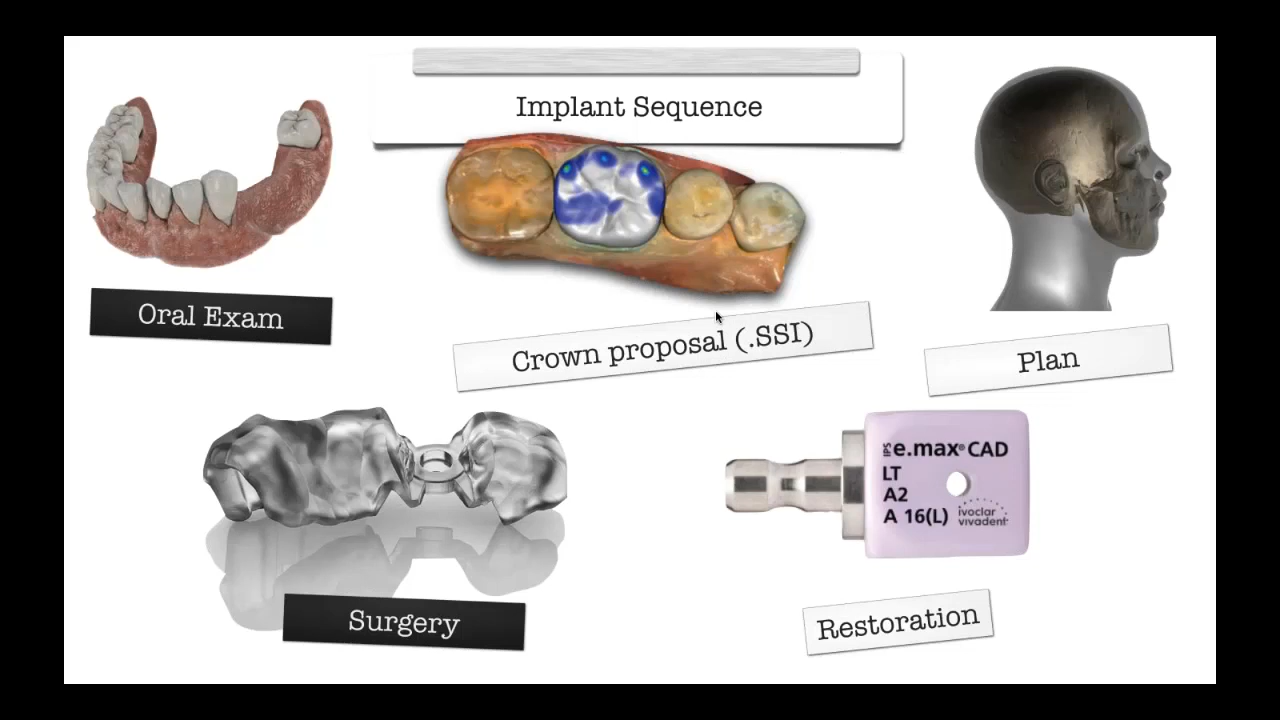 Implant Sequence
Oral Exam
Crown proposal (.SSI)
Plan
Surgery
IPS e.max® CAD
LT
A2
A 16(L)
ivoclar
vivadent
Restoration